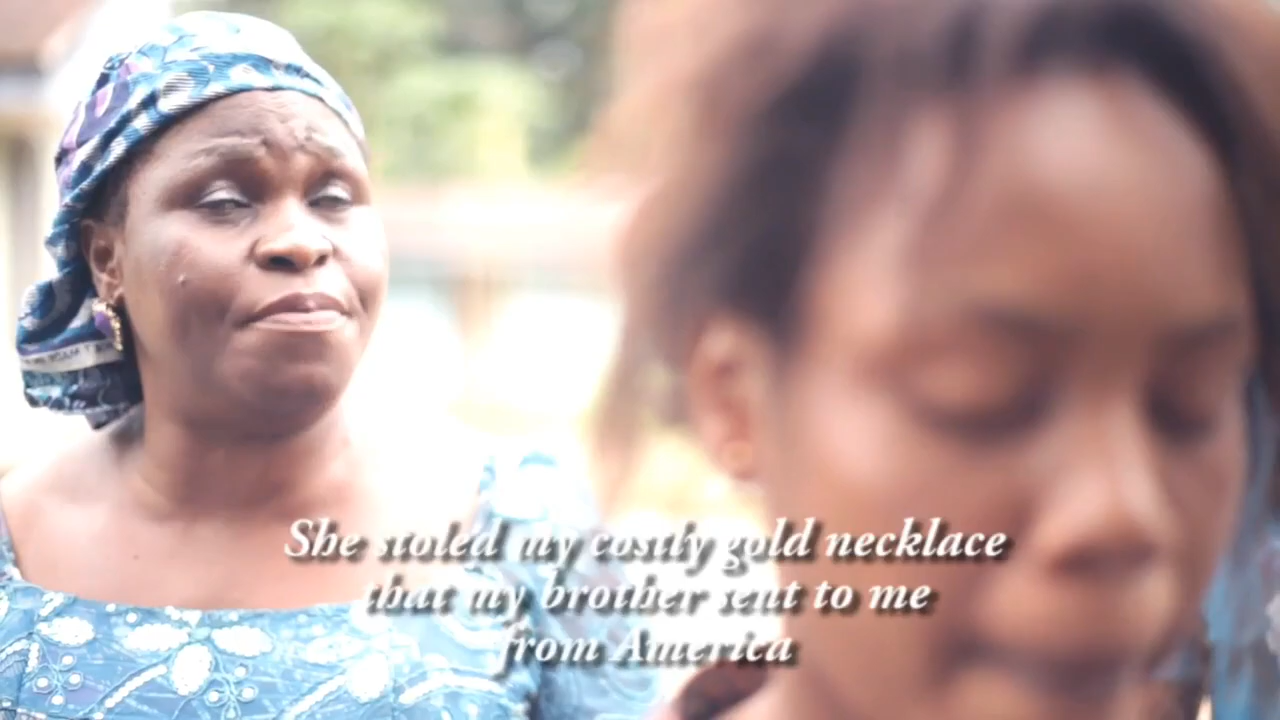 She stoled my costly gold necklace
that my brother sent to me
from America